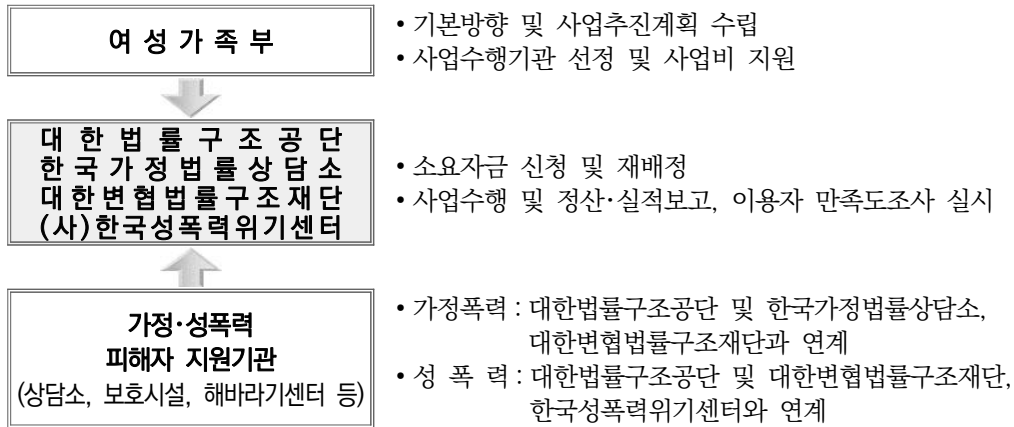 여 성 가 족 부
• 기본방향 및 사업추진계획 수립
• 사업수행기관 선정 및 사업비 지원
대 한 법 률 구 조 공 단
한 국 가 정 법 률 상 담 소
대 한 변 협 법 률 구 조 재 단
(사)한국성폭력위기센터
• 소요자금 신청 및 재배정
• 사업수행 및 정산·실적보고, 이용자 만족도조사 실시
가정·성폭력
피해자 지원기관
(상담소, 보호시설, 해바라기센터 등)
• 가정폭력 : 대한법률구조공단 및 한국가정법률상담소,
대한변협법률구조재단과 연계
• 성 폭 력 : 대한법률구조공단 및 대한변협법률구조재단,
한국성폭력위기센터와 연계